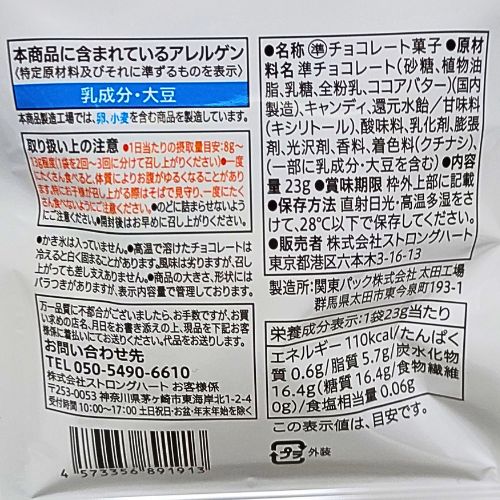 本商品に含まれているアレルゲン
〈特定原材料及びそれに準ずるものを表示〉
乳成分・大豆
本商品製造工場では、卵、小麦を含む商品を製造しています。
取り扱い上の注意
●1日当たりの摂取量目安:8g～
13g程度(1袋を2回～3回に分けて召し上がりください)●一度
にたくさん食べると、体質によりおなかがゆるくなることがあり
ます。特にお子様が召し上がる際はそばで見守り、一度にたく
さん食べないようにご注意ください。●のどに詰まらせないよう
にご注意ください。●開封後はお早めに召し上がりください。
●かき氷は入っていません。●高温で溶けたチョコレートは
冷えると白く固まることがあります。風味は劣りますが、召し
上がっても差し支えありません。●商品の大きさ、形状には
バラつきがありますが、表示内容量で管理しております。
万一品質に不都合がございましたら、お手数ですが、お買
い求めの店名、月日をお書き添えの上、現品を下記お客
様係に着払いにてお送りください。代品をお送りします。
お問い合わせ先
TEL 050-5490-6610
株式会社ストロングハート お客様係
〒253-0053 神奈川県茅ヶ崎市東海岸北1-2-4
受付時間 10:00～17:00 土日祝日・お盆・年末年始を除く
4 573356 891913
●名称 準チョコレート菓子 ●原材
料名 準チョコレート(砂糖、植物油
脂、乳糖、全粉乳、ココアバター)(国内
製造)、キャンディ、還元水飴／甘味料
(キシリトール)、酸味料、乳化剤、膨張
剤、光沢剤、香料、着色料(クチナシ)、
(一部に乳成分・大豆を含む) ●内容
量 23g ●賞味期限 枠外上部に記載
●保存方法 直射日光・高温多湿をさ
けて、28℃以下で保存してください。
●販売者 株式会社ストロングハート
東京都港区六本木3-16-13
製造所:関東パック株式会社 太田工場
群馬県太田市東今泉町193-1
栄養成分表示:1袋23g当たり
エネルギー 110kcal/たんぱく
質 0.6g/脂質 5.7g/炭水化物
16.4g(糖質 16.4g/食物繊維
0g)/食塩相当量 0.06g
この表示値は、目安です。
プラ 外装